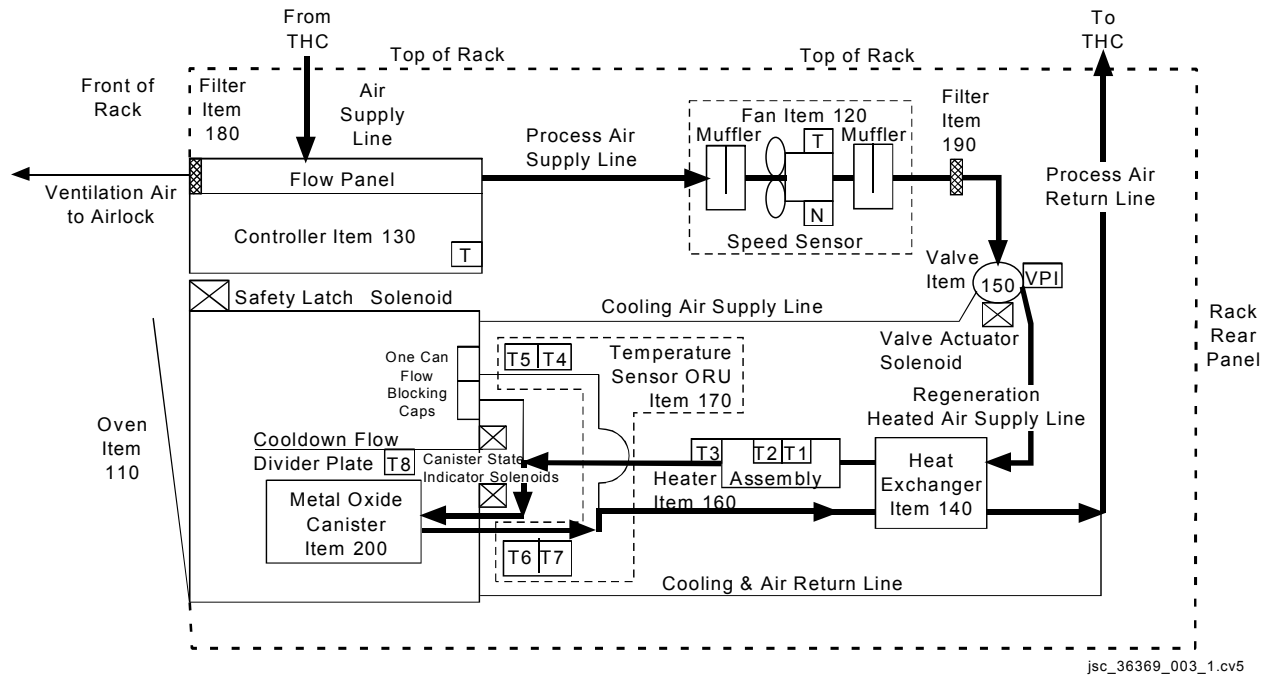 From
THC
To
THC
Top of Rack
Top of Rack
Front of
Rack
Filter
Item
180
Air
Supply
Line
Process Air
Supply Line
Fan Item 120
Muffler
Muffler
T
N
Speed Sensor
Filter
Item
190
Process Air
Return Line
Flow Panel
Ventilation Air
to Airlock
Controller Item 130
T
Valve
Item
150
VPI
Safety Latch Solenoid
Cooling Air Supply Line
Valve Actuator
Solenoid
Rack
Rear
Panel
One Can
Flow
Blocking
Caps
T5
T4
Temperature
Sensor ORU
Item 170
Regeneration
Heated Air Supply Line
Oven
Item
110
Cooldown Flow
Divider Plate
T8
Canister State
Indicator Solenoids
T3
T2
T1
Heater
Item 160
Assembly
Heat
Exchanger
Item 140
Metal Oxide
Canister
Item 200
T6
T7
Cooling & Air Return Line
jsc_36369_003_1.cv5